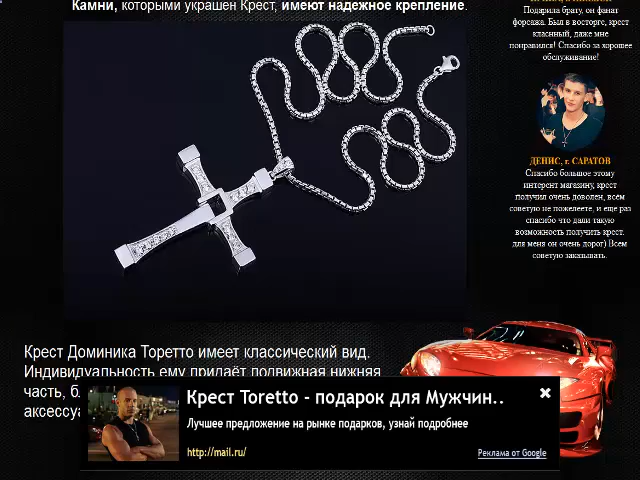 Камни, которыми украшен Крест, имеют надежное крепление.
Подарила брату, он фанат
форсажа. Был в восторге, крест
класнный, даже мне
понравился! Спасибо за хорошее
обслуживание!
ДЕНИС, г. САРАТОВ
Спасибо большое этому
интерент магазину, крест
получил очень доволен, всем
советую не пожелеете, и еще раз
спасибо что дали такую
возможность получить крест.
для меня он очень дорог) Всем
советую заказывать.
Крест Доминика Торетто имеет классический вид.
Индивидуальность ему придаёт подвижная нижняя
часть,
Крест Toretto - подарок для Мужчин..
Лучшее предложение на рынке подарков, узнай подробнее
http://mail.ru/
Реклама от Google